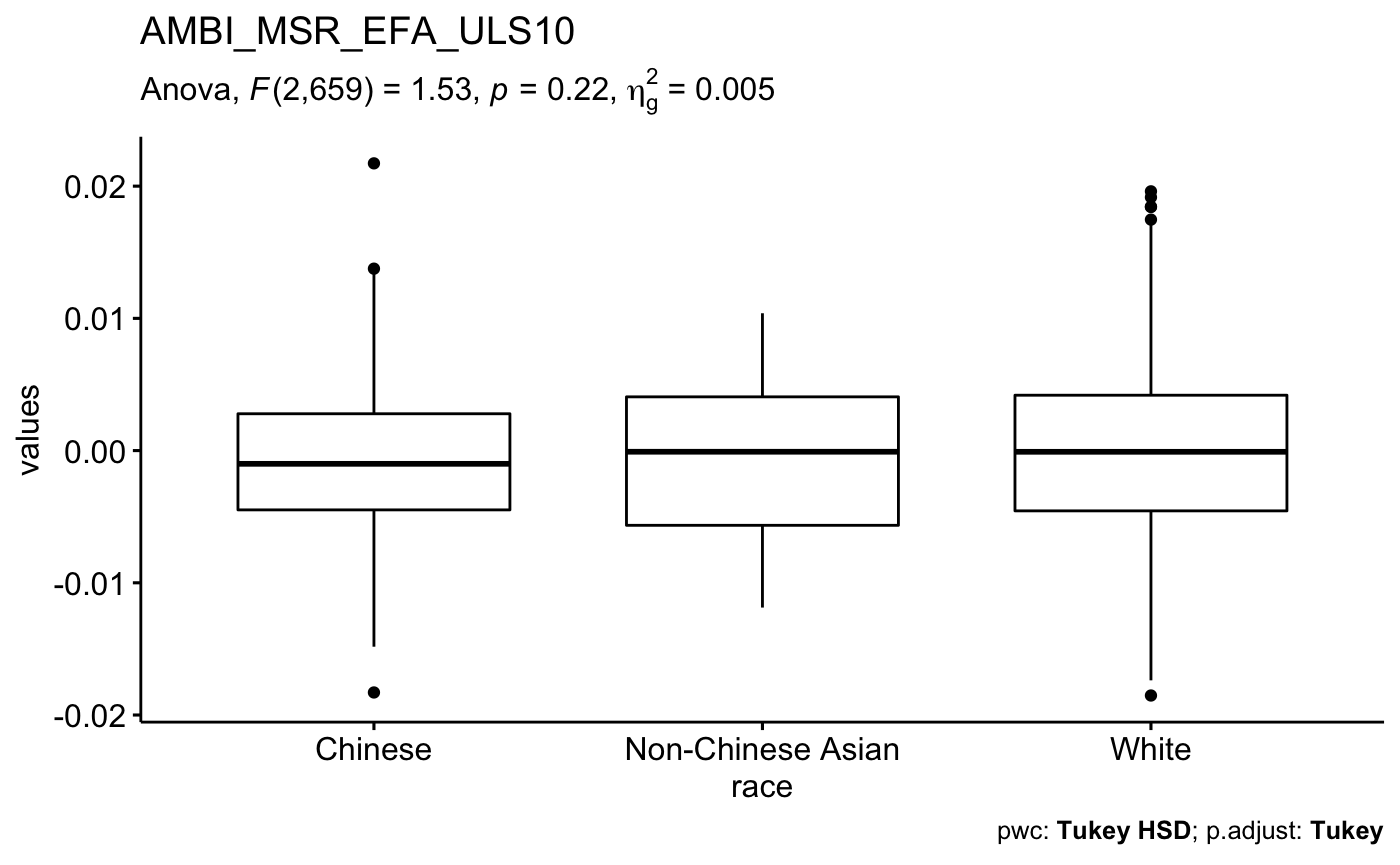 AMBI_MSR_EFA_ULS10
Anova, F(2,659) = 1.53, p = 0.22, η²g = 0.005
0.02
0.01
0.00
-0.01
-0.02
values
Chinese Non-Chinese Asian White
race
pwc: Tukey HSD; p.adjust: Tukey